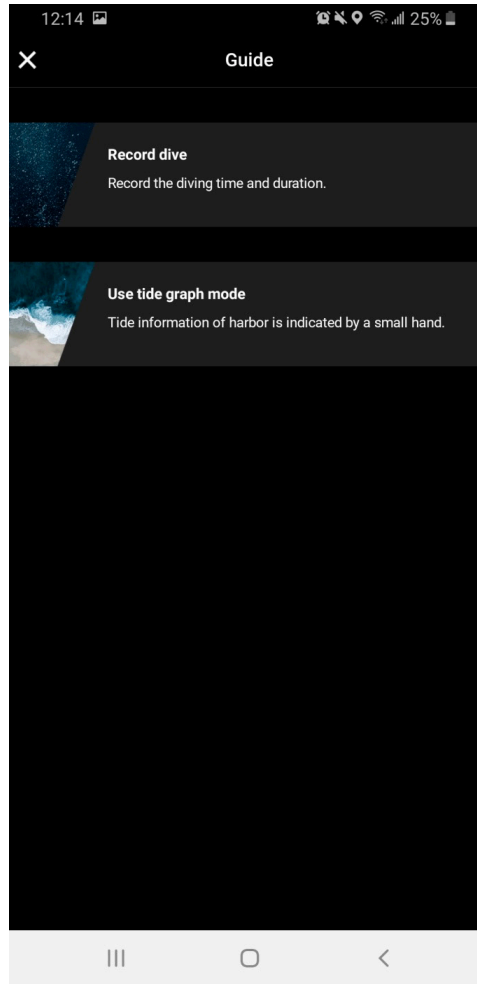 12:14 25%
Guide
Record dive
Record the diving time and duration.
Use tide graph mode
Tide information of harbor is indicated by a small hand.